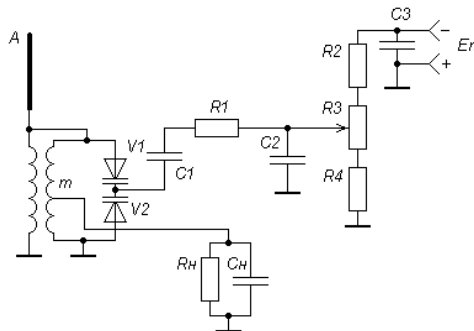 A
C3
−
Er
+
R2
R1
R3
V1
C2
C1
m
V2
R4
Rн
Cн